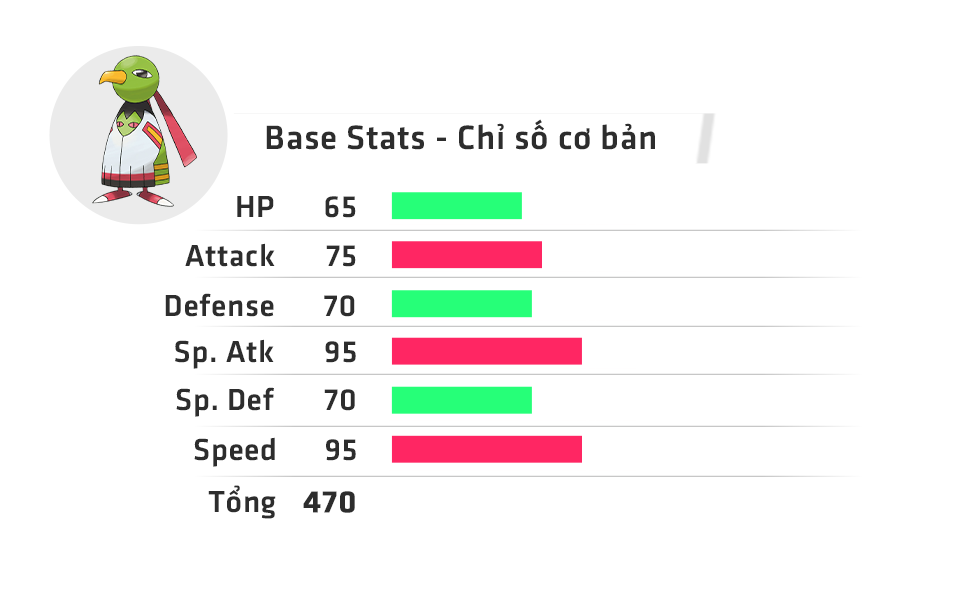 Base Stats - Chỉ số cơ bản
HP 65
Attack 75
Defense 70
Sp. Atk 95
Sp. Def 70
Speed 95
Tổng 470